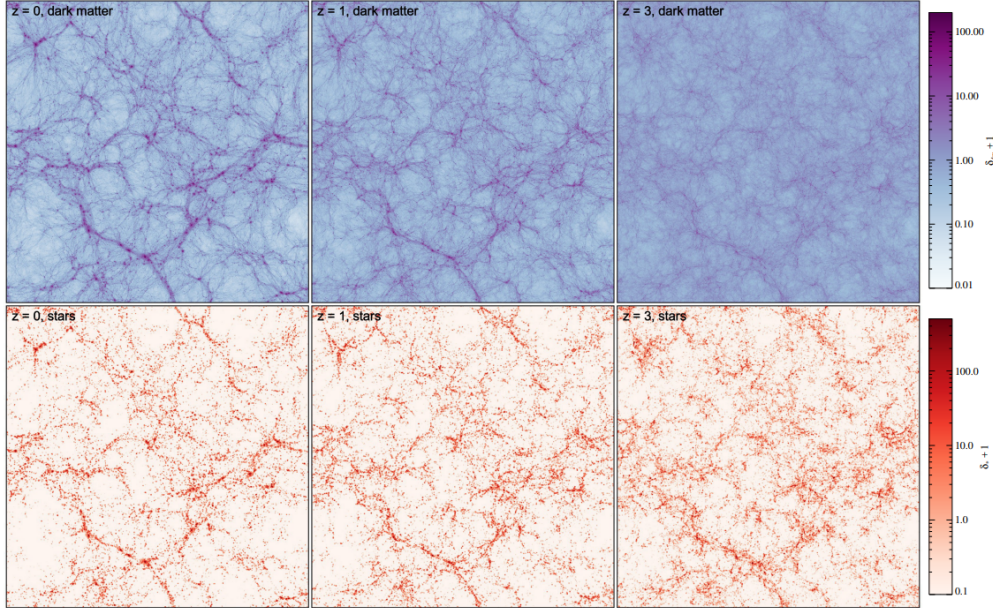 z = 0, dark matter
z = 1, dark matter
z = 3, dark matter
100.00
10.00
1.00
0.10
0.01
z = 0, stars
z = 1, stars
z = 3, stars
100.0
10.0
1.0
0.1
δ* + 1